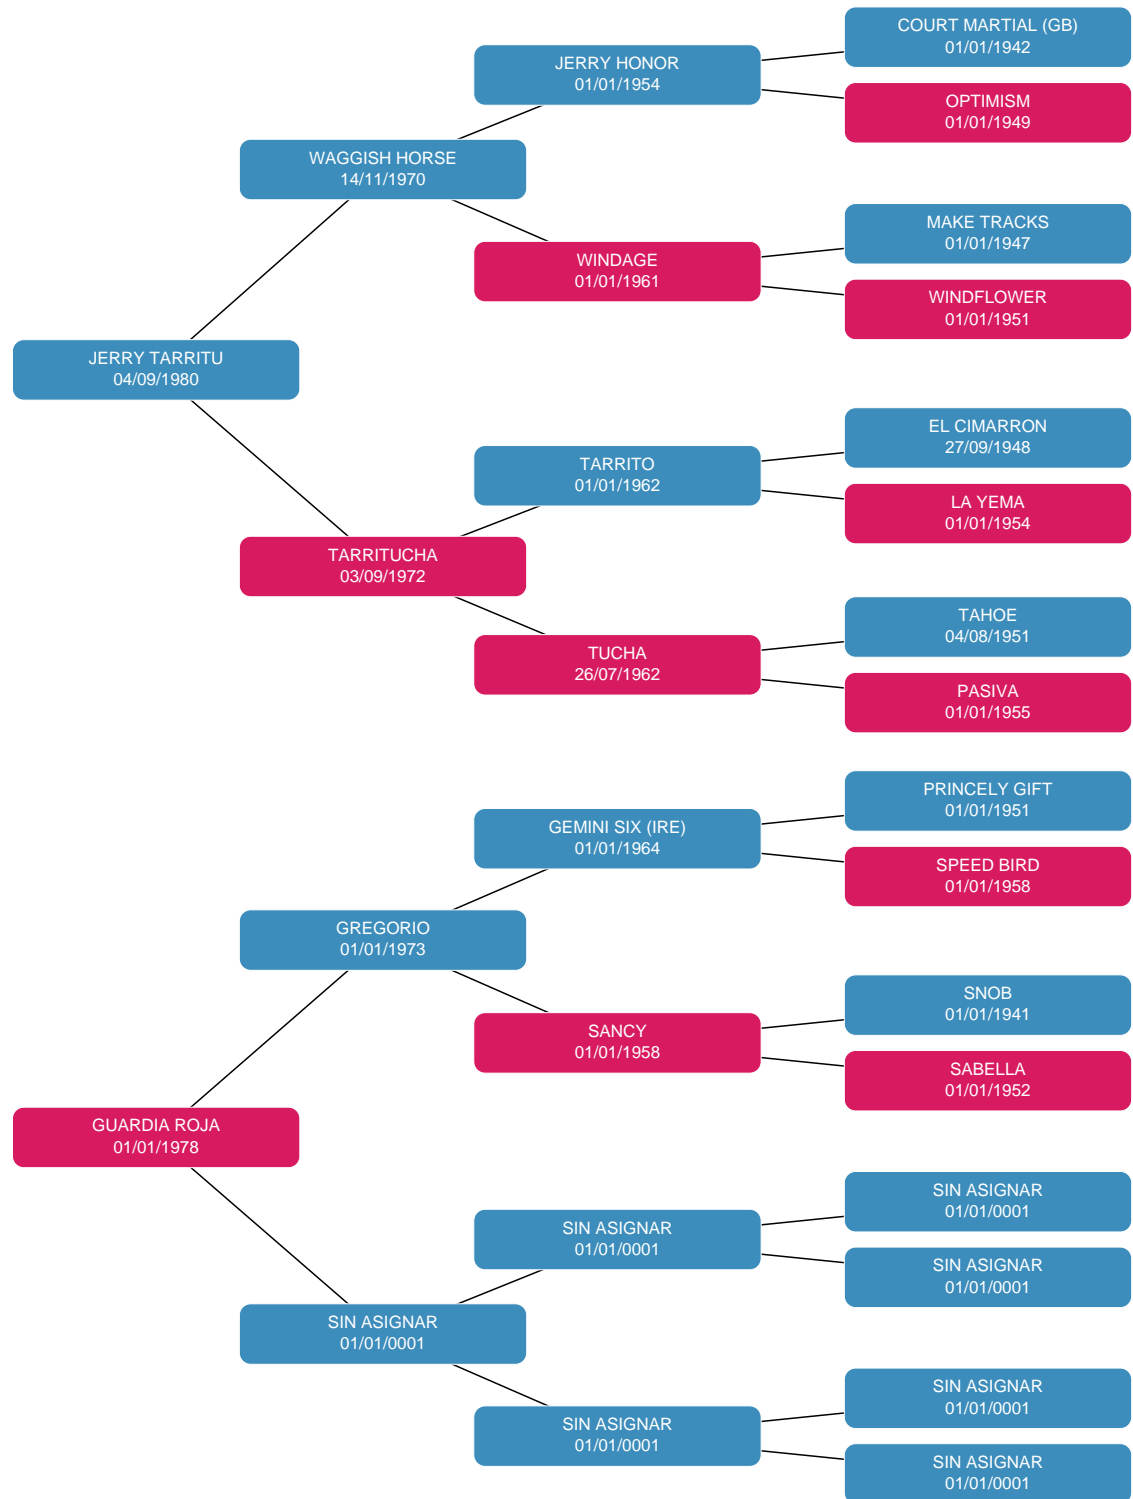 COURT MARTIAL (GB)
01/01/1942
JERRY HONOR
01/01/1954
OPTIMISM
01/01/1949
WAGGISH HORSE
14/11/1970
MAKE TRACKS
01/01/1947
WINDAGE
01/01/1961
WINDFLOWER
01/01/1951
JERRY TARRITU
04/09/1980
EL CIMARRON
27/09/1948
TARRITO
01/01/1962
LA YEMA
01/01/1954
TARRITUCHA
03/09/1972
TAHOE
04/08/1951
TUCHA
26/07/1962
PASIVA
01/01/1955
PRINCELY GIFT
01/01/1951
GEMINI SIX (IRE)
01/01/1964
SPEED BIRD
01/01/1958
GREGORIO
01/01/1973
SNOB
01/01/1941
SANCY
01/01/1958
SABELLA
01/01/1952
GUARDIA ROJA
01/01/1978
SIN ASIGNAR
01/01/0001
SIN ASIGNAR
01/01/0001
SIN ASIGNAR
01/01/0001
SIN ASIGNAR
01/01/0001
SIN ASIGNAR
01/01/0001
SIN ASIGNAR
01/01/0001
SIN ASIGNAR
01/01/0001